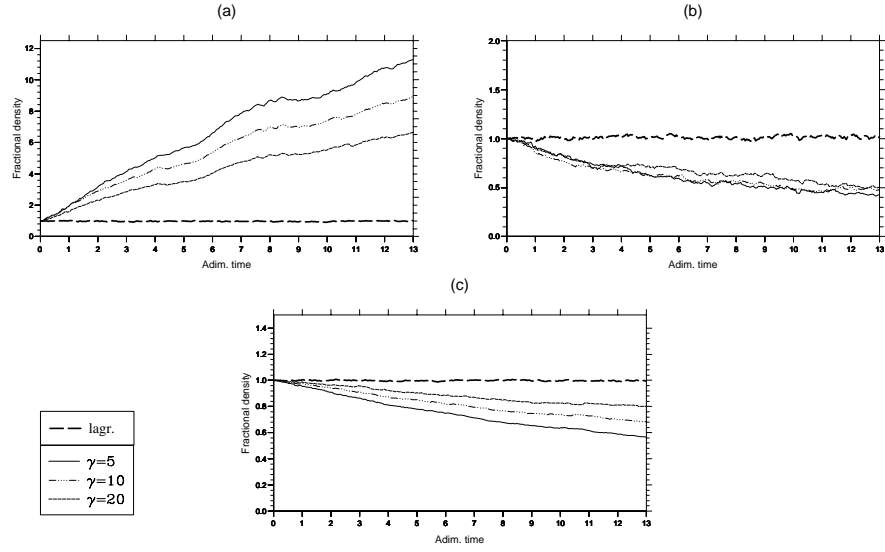 (a)
12
10
8
6
4
2
0
Fractional density
0 1 2 3 4 5 6 7 8 9 10 11 12 13
Adim. time
(b)
2.0
1.5
1.0
0.5
0.0
Fractional density
0 1 2 3 4 5 6 7 8 9 10 11 12 13
Adim. time
(c)
1.4
1.2
1.0
0.8
0.6
0.4
0.2
0.0
Fractional density
0 1 2 3 4 5 6 7 8 9 10 11 12 13
Adim. time
lagr.
γ=5
γ=10
γ=20